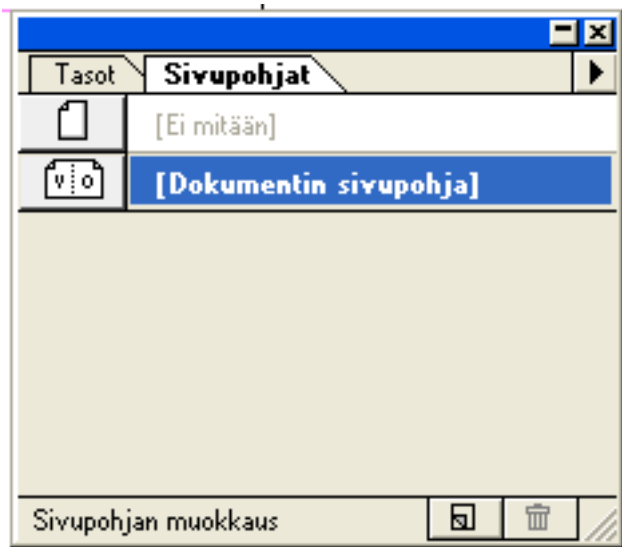 Tasot Sivupohjat
[Ei mitään]
v o [Dokumentin sivupohja]
Sivupohjan muokkaus